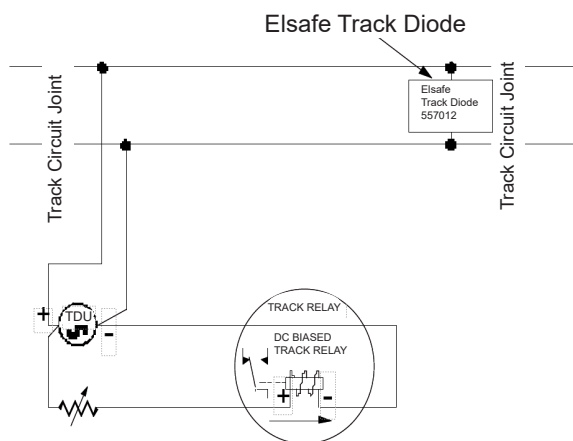 Elsafe Track Diode
Track Circuit Joint
Elsafe
Track Diode
557012
Track Circuit Joint
+
TDU
-
TRACK RELAY
DC BIASED
TRACK RELAY
+
-